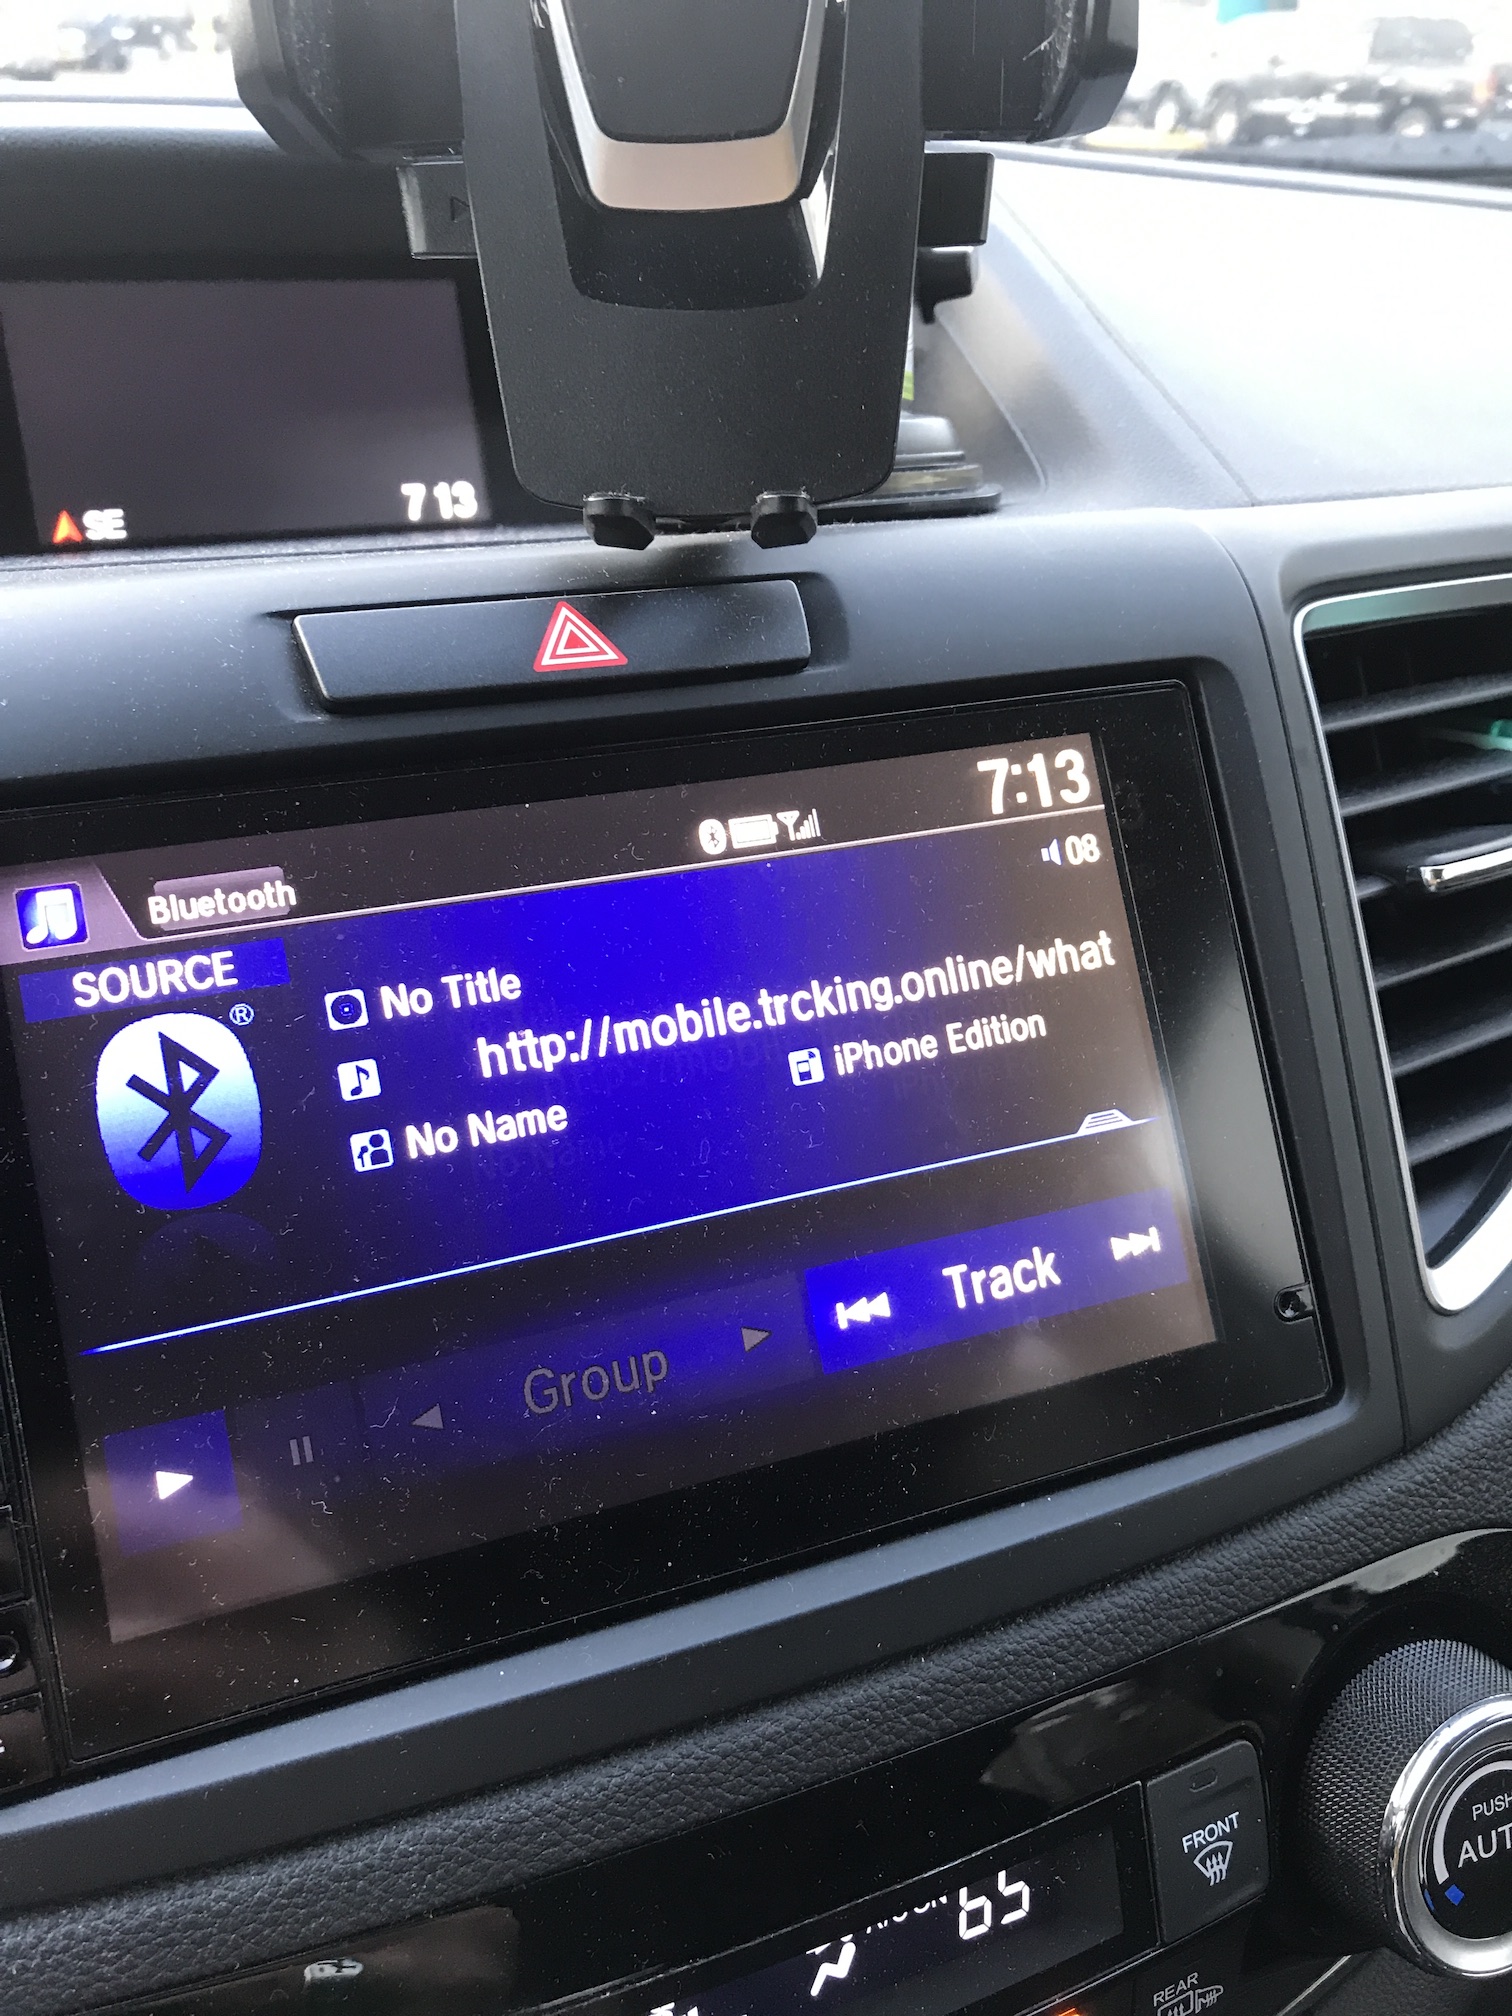 SE
7 13
7:13
08
Bluetooth
SOURCE
®
No Title
http://mobile.trcking.online/what
iPhone Edition
No Name
Track
Group
FRONT
PUSH
65
REAR